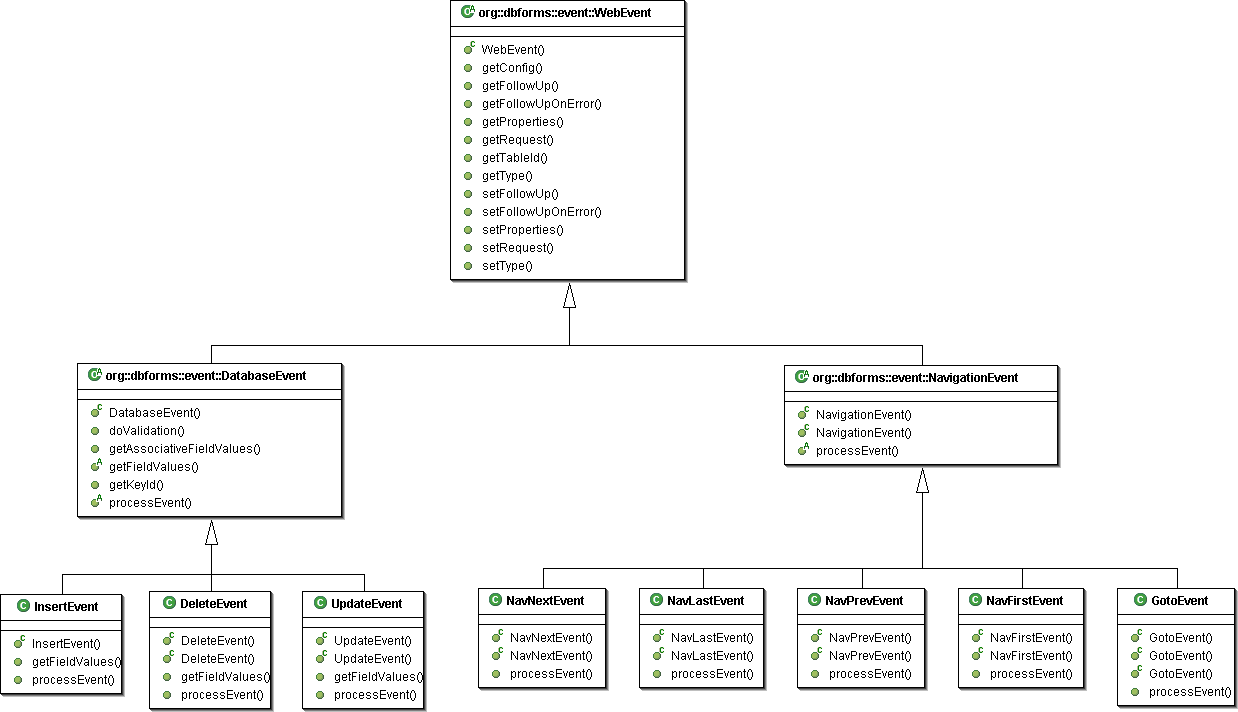 org::dbforms::event::WebEvent
WebEvent()
getConfig()
getFollowUp()
getFollowUpOnError()
getProperties()
getRequest()
getTableId()
getType()
setFollowUp()
setFollowUpOnError()
setProperties()
setRequest()
setType()
org::dbforms::event::DatabaseEvent
DatabaseEvent()
doValidation()
getAssociativeFieldValues()
getFieldValues()
getKeyId()
processEvent()
org::dbforms::event::NavigationEvent
NavigationEvent()
NavigationEvent()
processEvent()
InsertEvent
InsertEvent()
getFieldValues()
processEvent()
DeleteEvent
DeleteEvent()
DeleteEvent()
getFieldValues()
processEvent()
UpdateEvent
UpdateEvent()
UpdateEvent()
getFieldValues()
processEvent()
NavNextEvent
NavNextEvent()
NavNextEvent()
processEvent()
NavLastEvent
NavLastEvent()
NavLastEvent()
processEvent()
NavPrevEvent
NavPrevEvent()
NavPrevEvent()
processEvent()
NavFirstEvent
NavFirstEvent()
NavFirstEvent()
processEvent()
GotoEvent
GotoEvent()
GotoEvent()
GotoEvent()
processEvent()